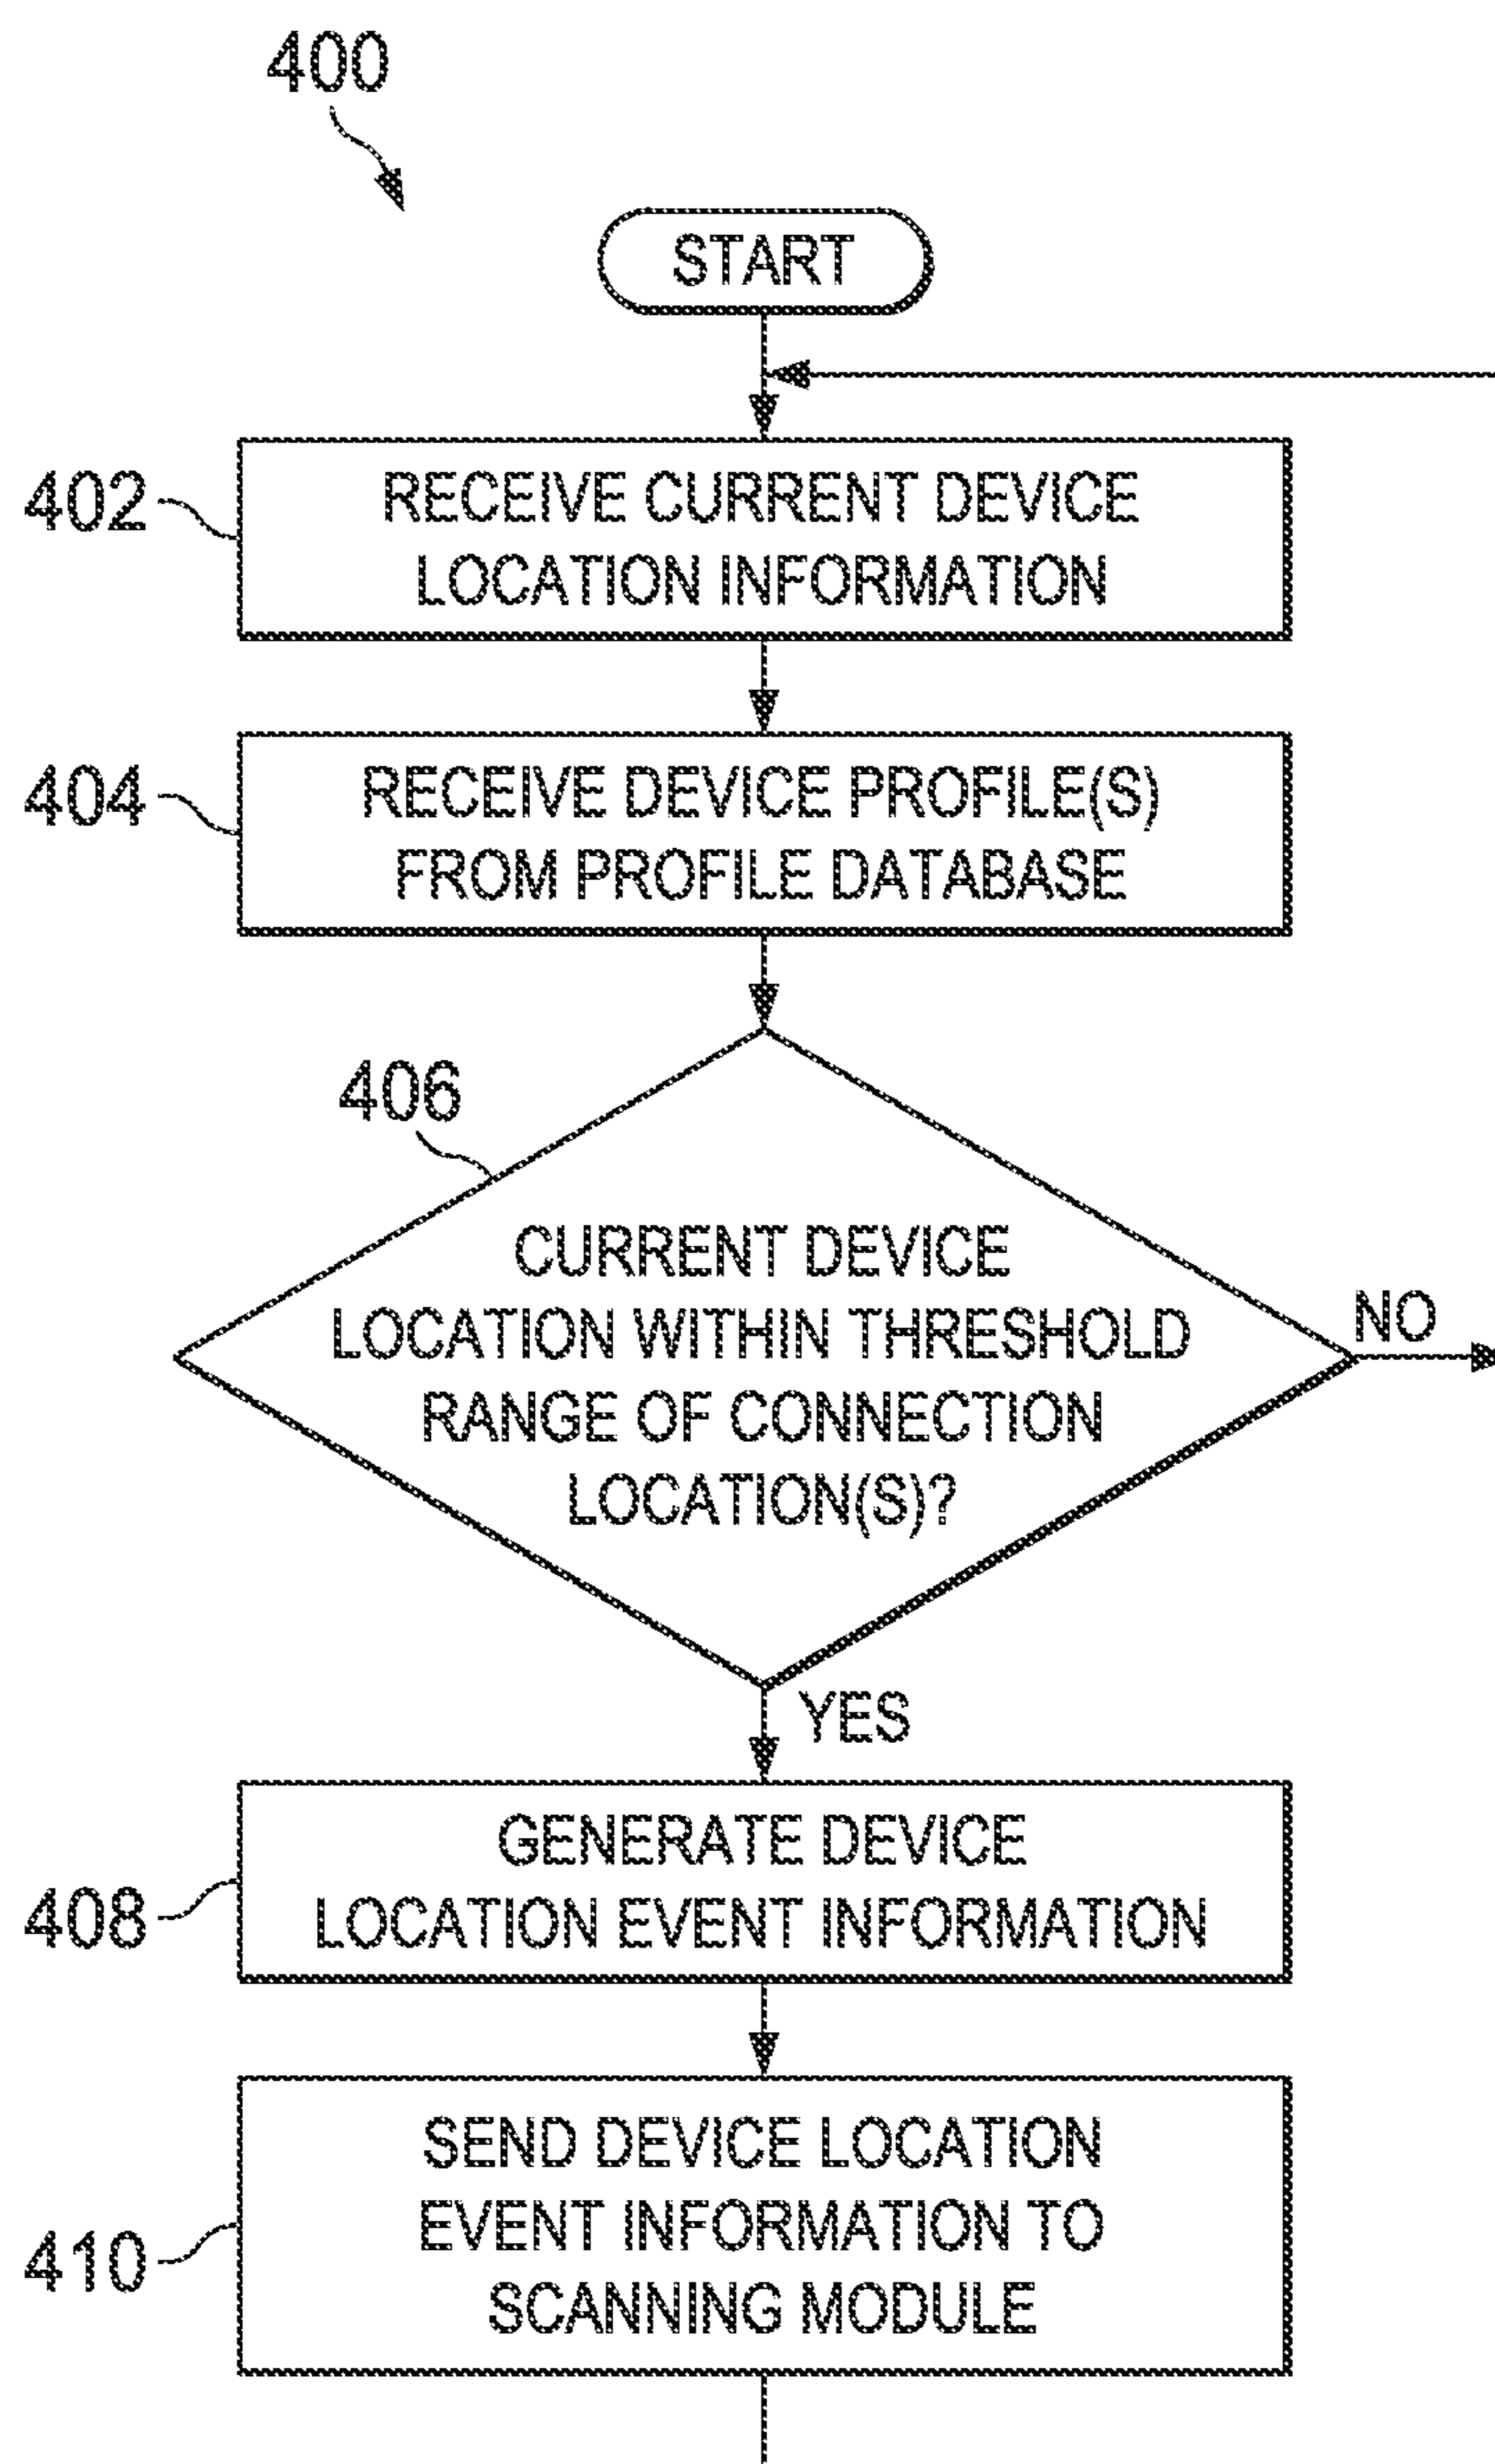 400
START
402
RECEIVE CURRENT DEVICE
LOCATION INFORMATION
404
RECEIVE DEVICE PROFILE(S)
FROM PROFILE DATABASE
406
CURRENT DEVICE
LOCATION WITHIN THRESHOLD
RANGE OF CONNECTION
LOCATION(S)?
NO
YES
408
GENERATE DEVICE
LOCATION EVENT INFORMATION
410
SEND DEVICE LOCATION
EVENT INFORMATION TO
SCANNING MODULE